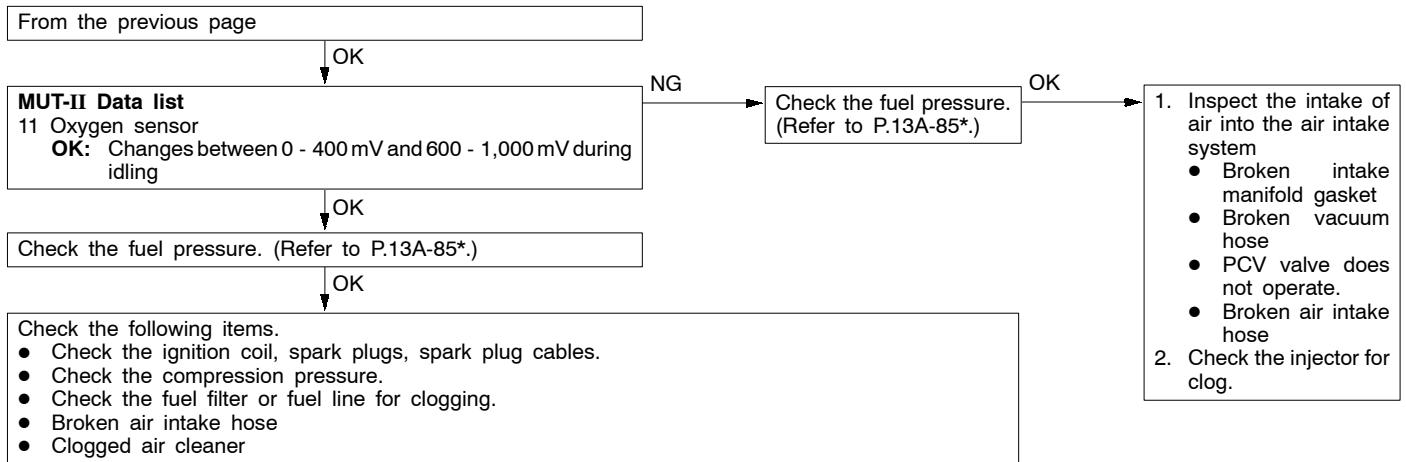 From the previous page
OK
MUT-II Data list
11 Oxygen sensor
OK: Changes between 0 - 400 mV and 600 - 1,000 mV during
idling
NG
Check the fuel pressure.
(Refer to P.13A-85*.)
OK
1. Inspect the intake of
air into the air intake
system
● Broken intake
manifold gasket
● Broken vacuum
hose
● PCV valve does
not operate.
● Broken air intake
hose
2. Check the injector for
clog.
OK
Check the fuel pressure. (Refer to P.13A-85*.)
OK
Check the following items.
● Check the ignition coil, spark plugs, spark plug cables.
● Check the compression pressure.
● Check the fuel filter or fuel line for clogging.
● Broken air intake hose
● Clogged air cleaner